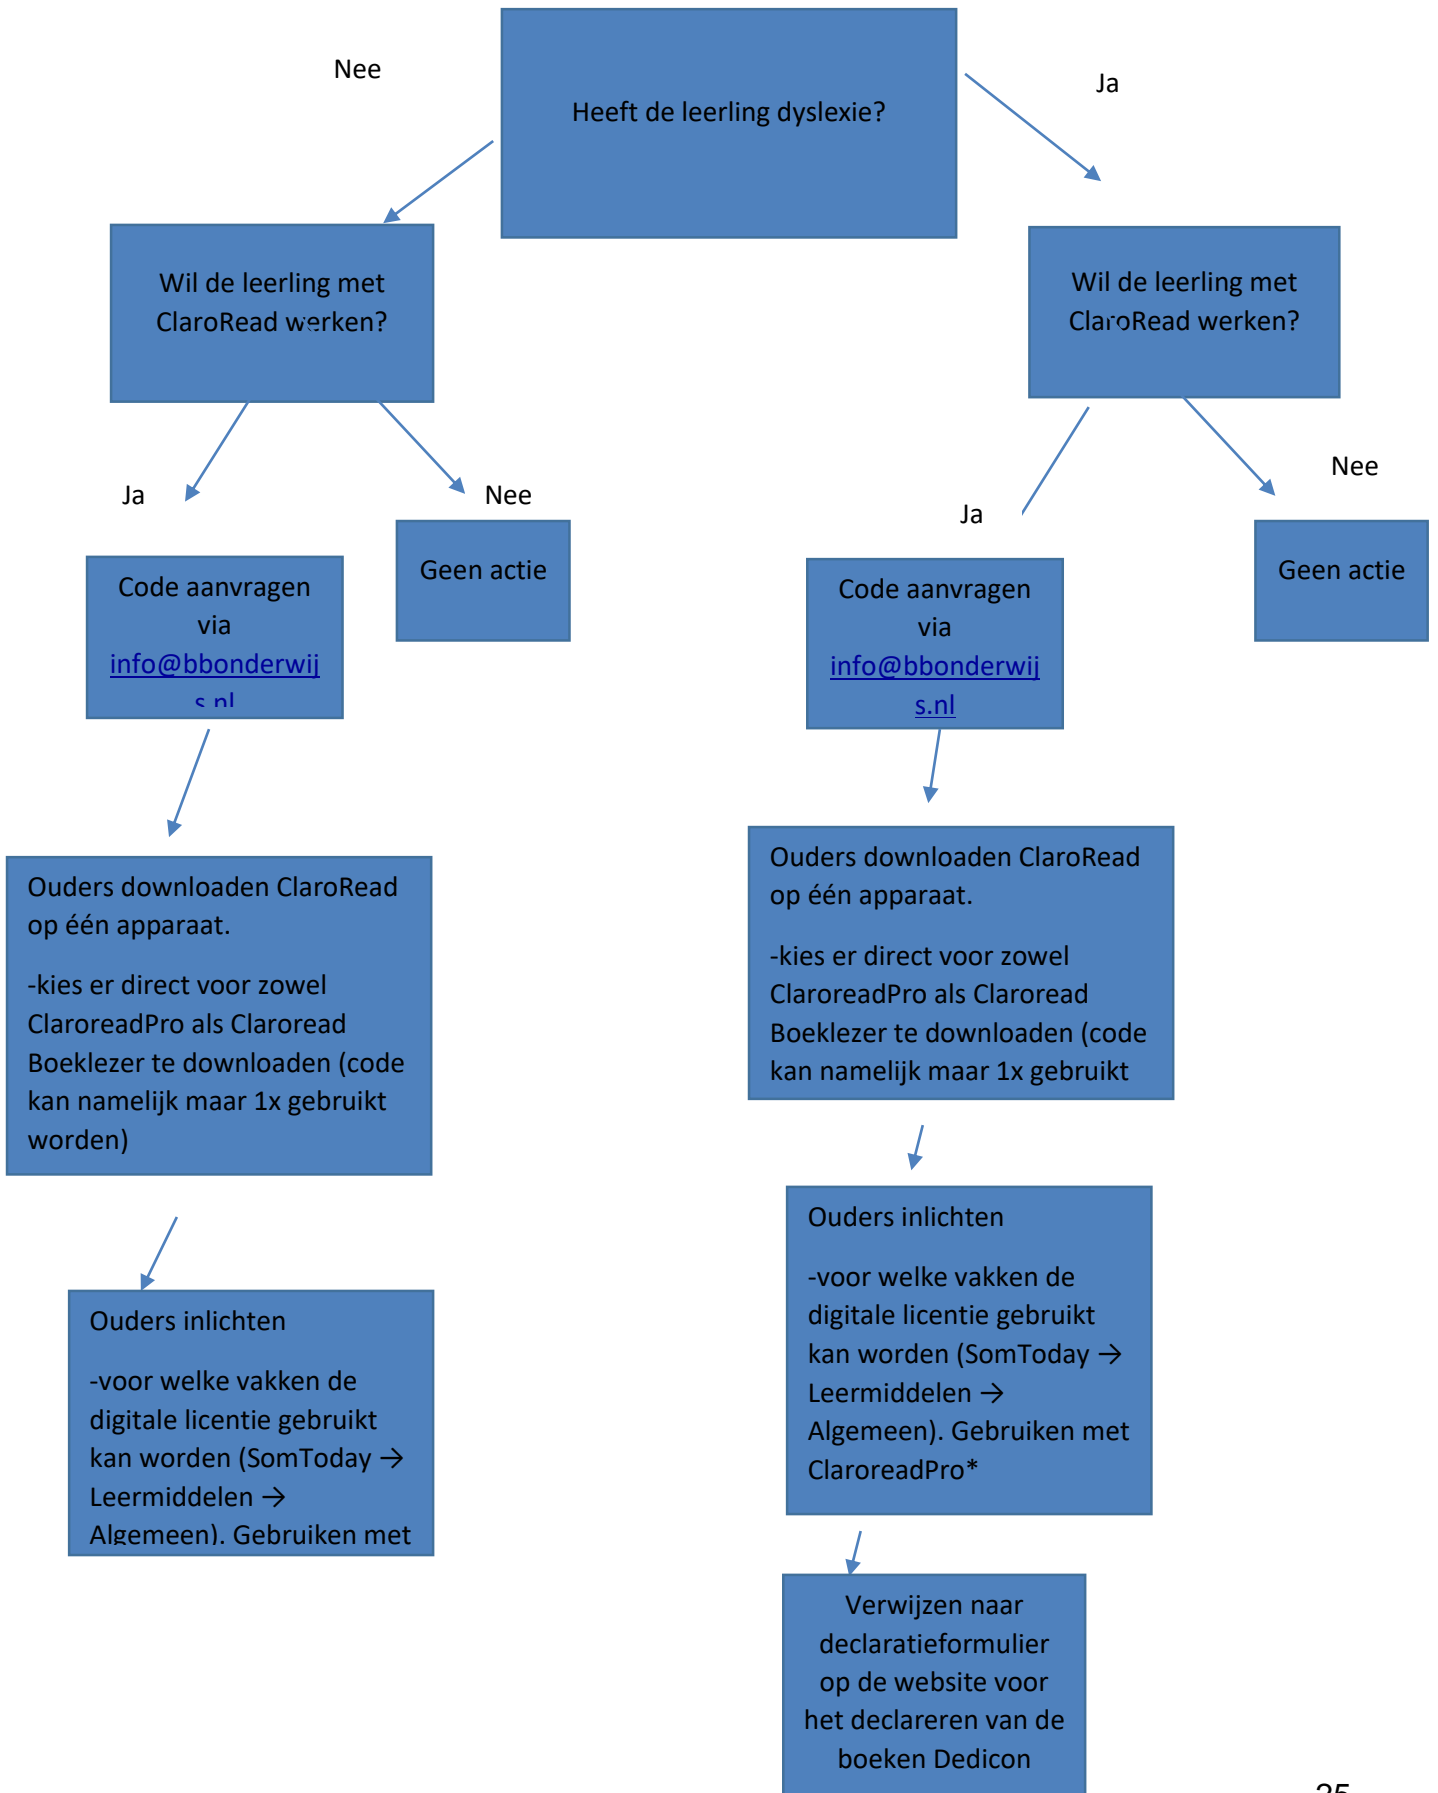 Nee
Heeft de leerling dyslexie?
Ja
Wil de leerling met
ClaroRead werken?
Wil de leerling met
ClaroRead werken?
Ja
Nee
Ja
Nee
Code aanvragen
via
info@bbonderwij
s.nl
Geen actie
Code aanvragen
via
info@bbonderwij
s.nl
Geen actie
Ouders downloaden ClaroRead
op één apparaat.
-kies er direct voor zowel
ClaroreadPro als Claroread
Boeklezer te downloaden (code
kan namelijk maar 1x gebruikt
worden)
Ouders downloaden ClaroRead
op één apparaat.
-kies er direct voor zowel
ClaroreadPro als Claroread
Boeklezer te downloaden (code
kan namelijk maar 1x gebruikt
Ouders inlichten
-voor welke vakken de
digitale licentie gebruikt
kan worden (SomToday →
Leermiddelen →
Algemeen). Gebruiken met
Ouders inlichten
-voor welke vakken de
digitale licentie gebruikt
kan worden (SomToday →
Leermiddelen →
Algemeen). Gebruiken met
ClaroreadPro*
Verwijzen naar
declaratieformulier
op de website voor
het declareren van de
boeken Dedicon